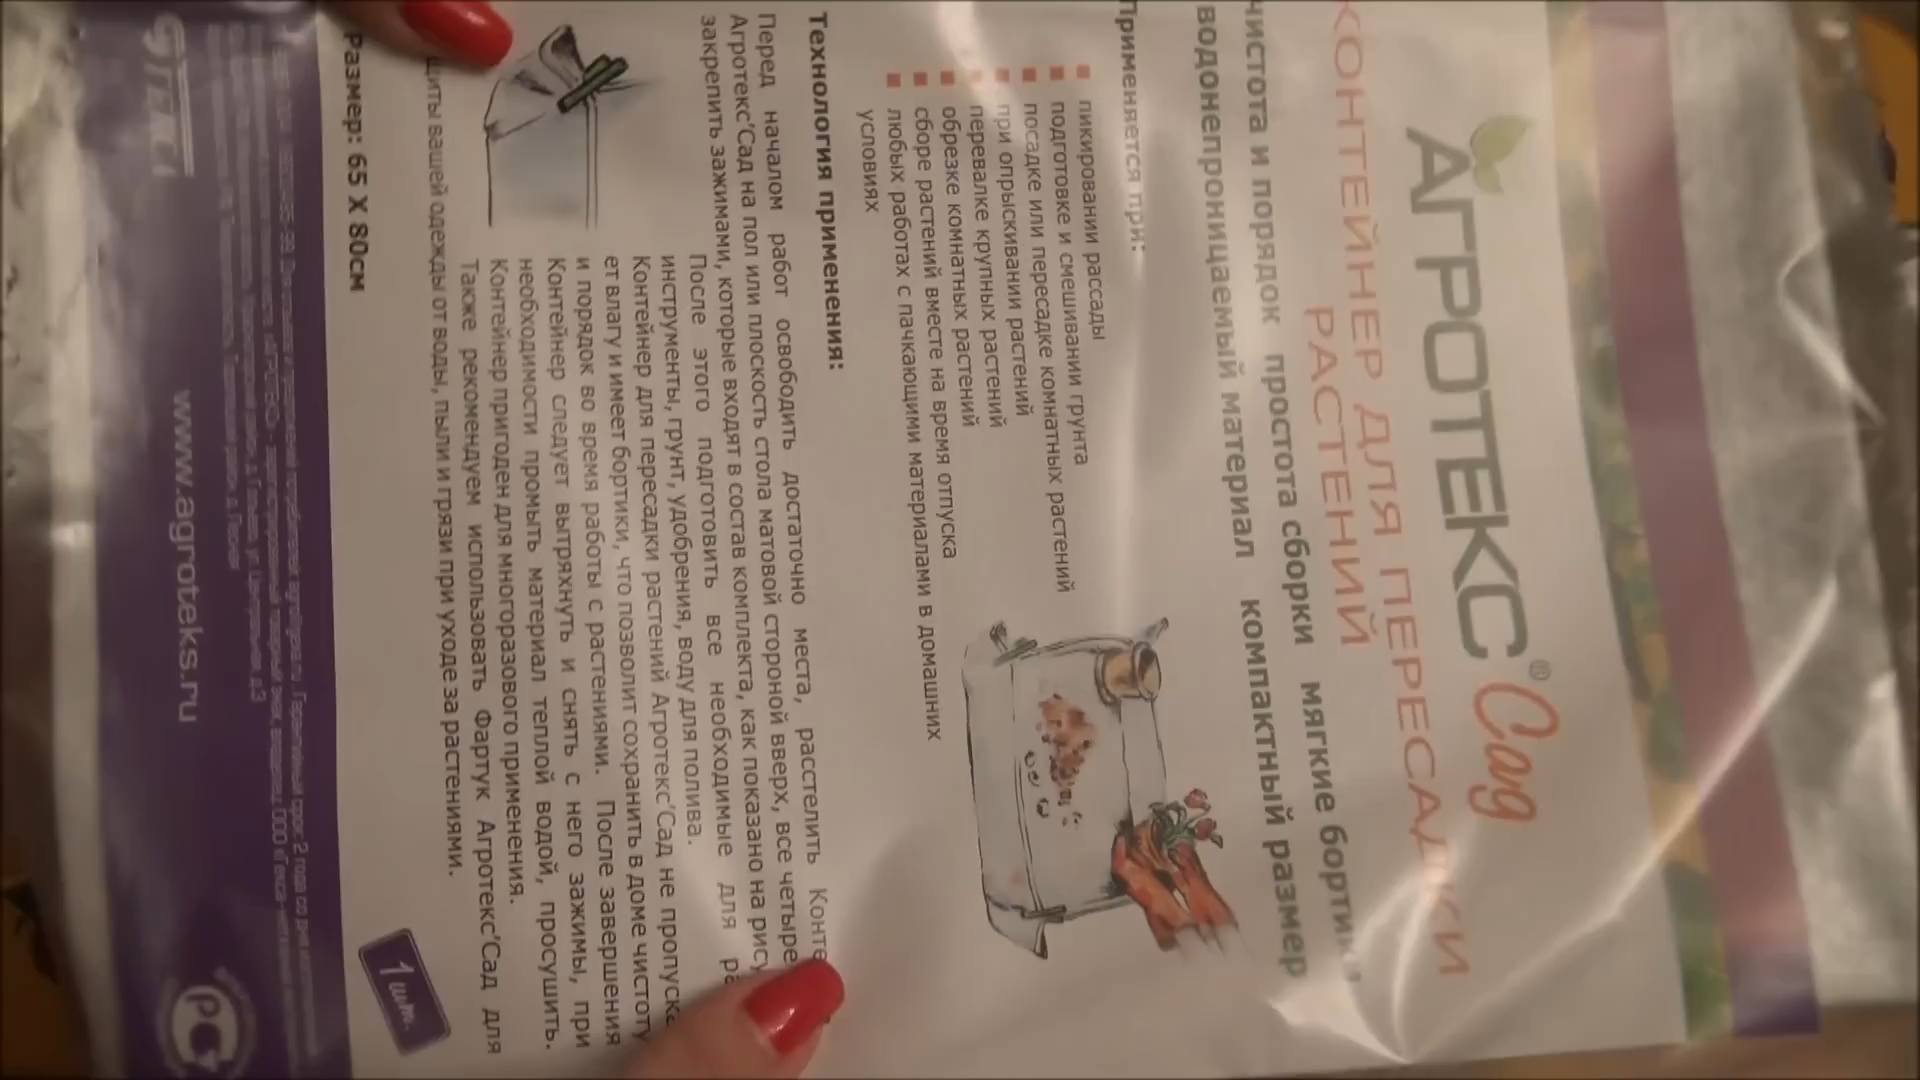 АГРОТЕКС® Сад
КОНТЕЙНЕР ДЛЯ ПЕРЕСАДКИ
РАСТЕНИЙ
чистота и порядок простота сборки мягкие бортики
водонепроницаемый материал компактный размер
Применяется при:
пикировании рассады
подготовке и смешивании грунта
посадке или пересадке комнатных растений
при опрыскивании растений
перевалке крупных растений
обрезке комнатных растений
сборе растений вместе на время отпуска
любых работах с пачкающими материалами в домашних
условиях
Технология применения:
Перед началом работ освободить достаточно места, расстелить Конте
Агротекс'Сад на пол или плоскость стола матовой стороной вверх, все четыре
закрепить зажимами, которые входят в состав комплекта, как показано на рису
После этого подготовить все необходимые для ра
инструменты, грунт, удобрения, воду для полива.
Контейнер для пересадки растений Агротекс'Сад не пропуска
ет влагу и имеет бортики, что позволит сохранить в доме чистоту
и порядок во время работы с растениями. После завершения
Контейнер следует вытряхнуть и снять с него зажимы, при
необходимости промыть материал теплой водой, просушить.
Контейнер пригоден для многоразового применения.
Также рекомендуем использовать Фартук Агротекс'Сад для
щиты вашей одежды от воды, пыли и грязи при уходе за растениями.
Размер: 65 X 80см
1 шт.
www.agroteks.ru
РСТ